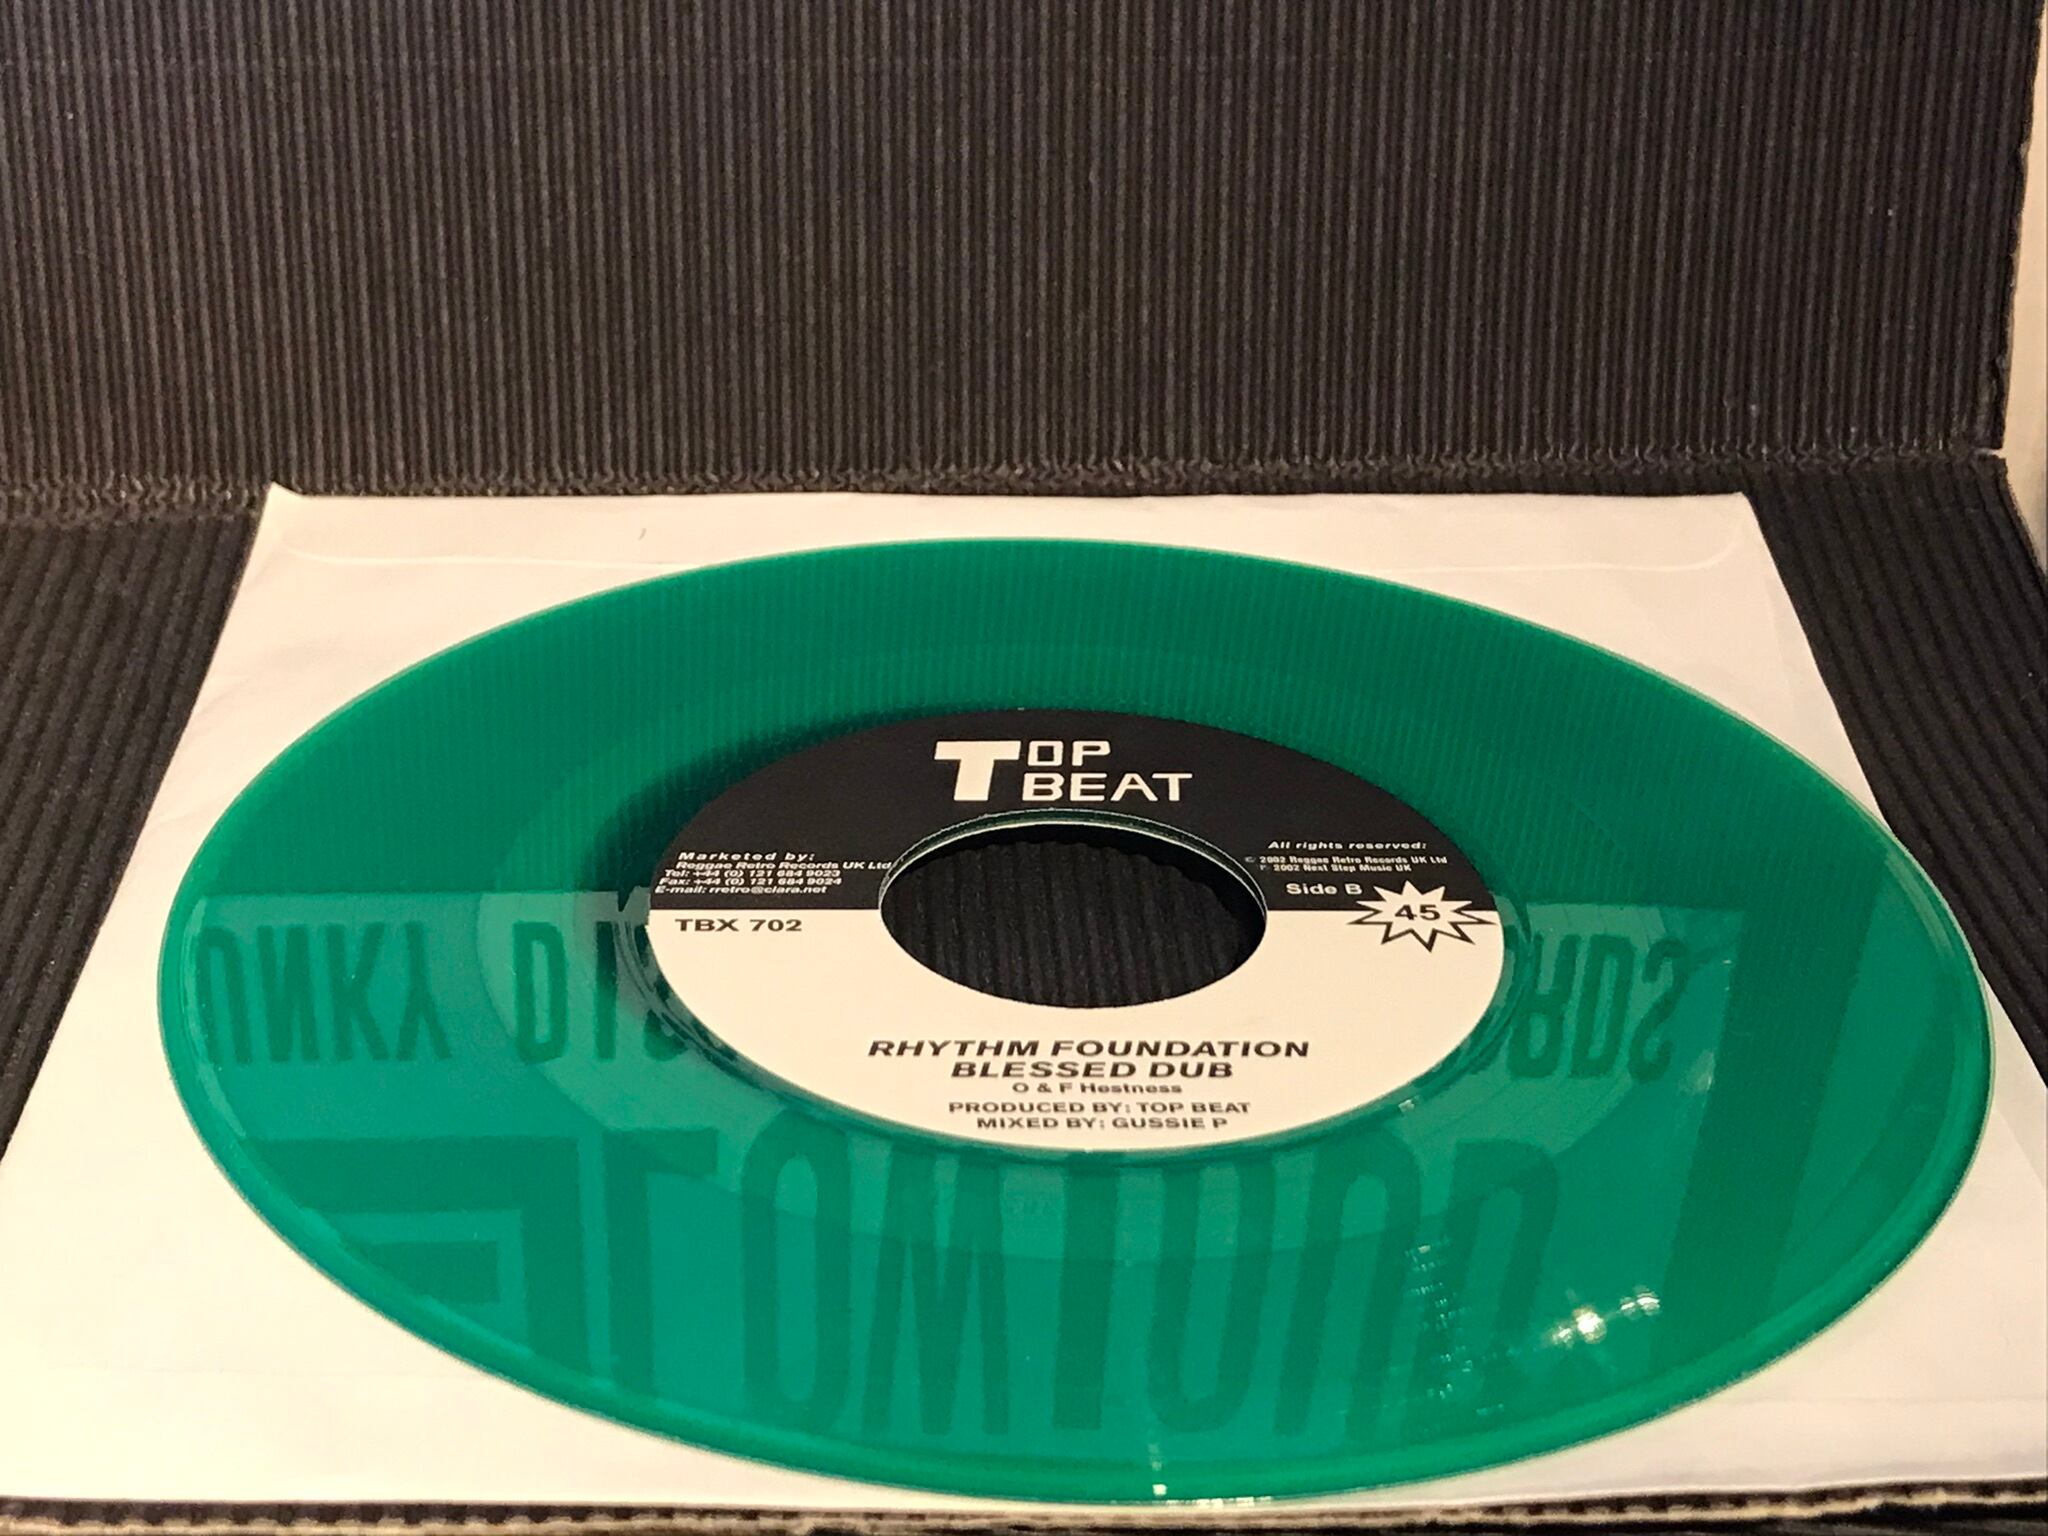 TOP
BEAT
Marketed by:
Reggae Retro Records UK Ltd
Tel: +44 (0) 121 684 9023
Fax: +44 (0) 121 684 9024
E-mail: rretro@clara.net
All rights reserved:
© 2002 Reggae Retro Records UK Ltd
℗ 2002 Next Step Music UK
Side B
45
TBX 702
RHYTHM FOUNDATION
BLESSED DUB
O & F Hestness
PRODUCED BY: TOP BEAT
MIXED BY: GUSSIE P